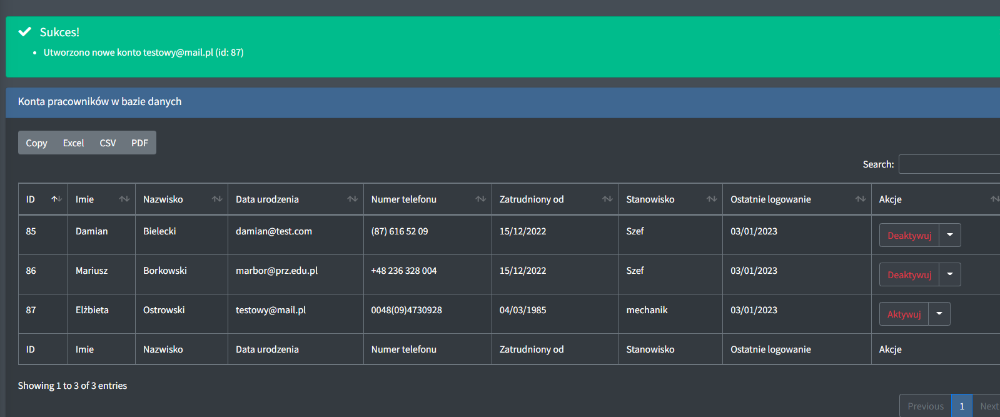 Sukces!
Utworzono nowe konto testowy@mail.pl (id: 87)
Konta pracowników w bazie danych
Copy Excel CSV PDF
Search:
ID Imie Nazwisko Data urodzenia Numer telefonu Zatrudniony od Stanowisko Ostatnie logowanie Akcje
85 Damian Bielecki damian@test.com (87) 616 52 09 15/12/2022 Szef 03/01/2023 Deaktywuj
86 Mariusz Borkowski marbor@prz.edu.pl +48 236 328 004 15/12/2022 Szef 03/01/2023 Deaktywuj
87 Elżbieta Ostrowski testowy@mail.pl 0048(09)4730928 04/03/1985 mechanik 03/01/2023 Aktywuj
ID Imie Nazwisko Data urodzenia Numer telefonu Zatrudniony od Stanowisko Ostatnie logowanie Akcje
Showing 1 to 3 of 3 entries
Previous 1 Next